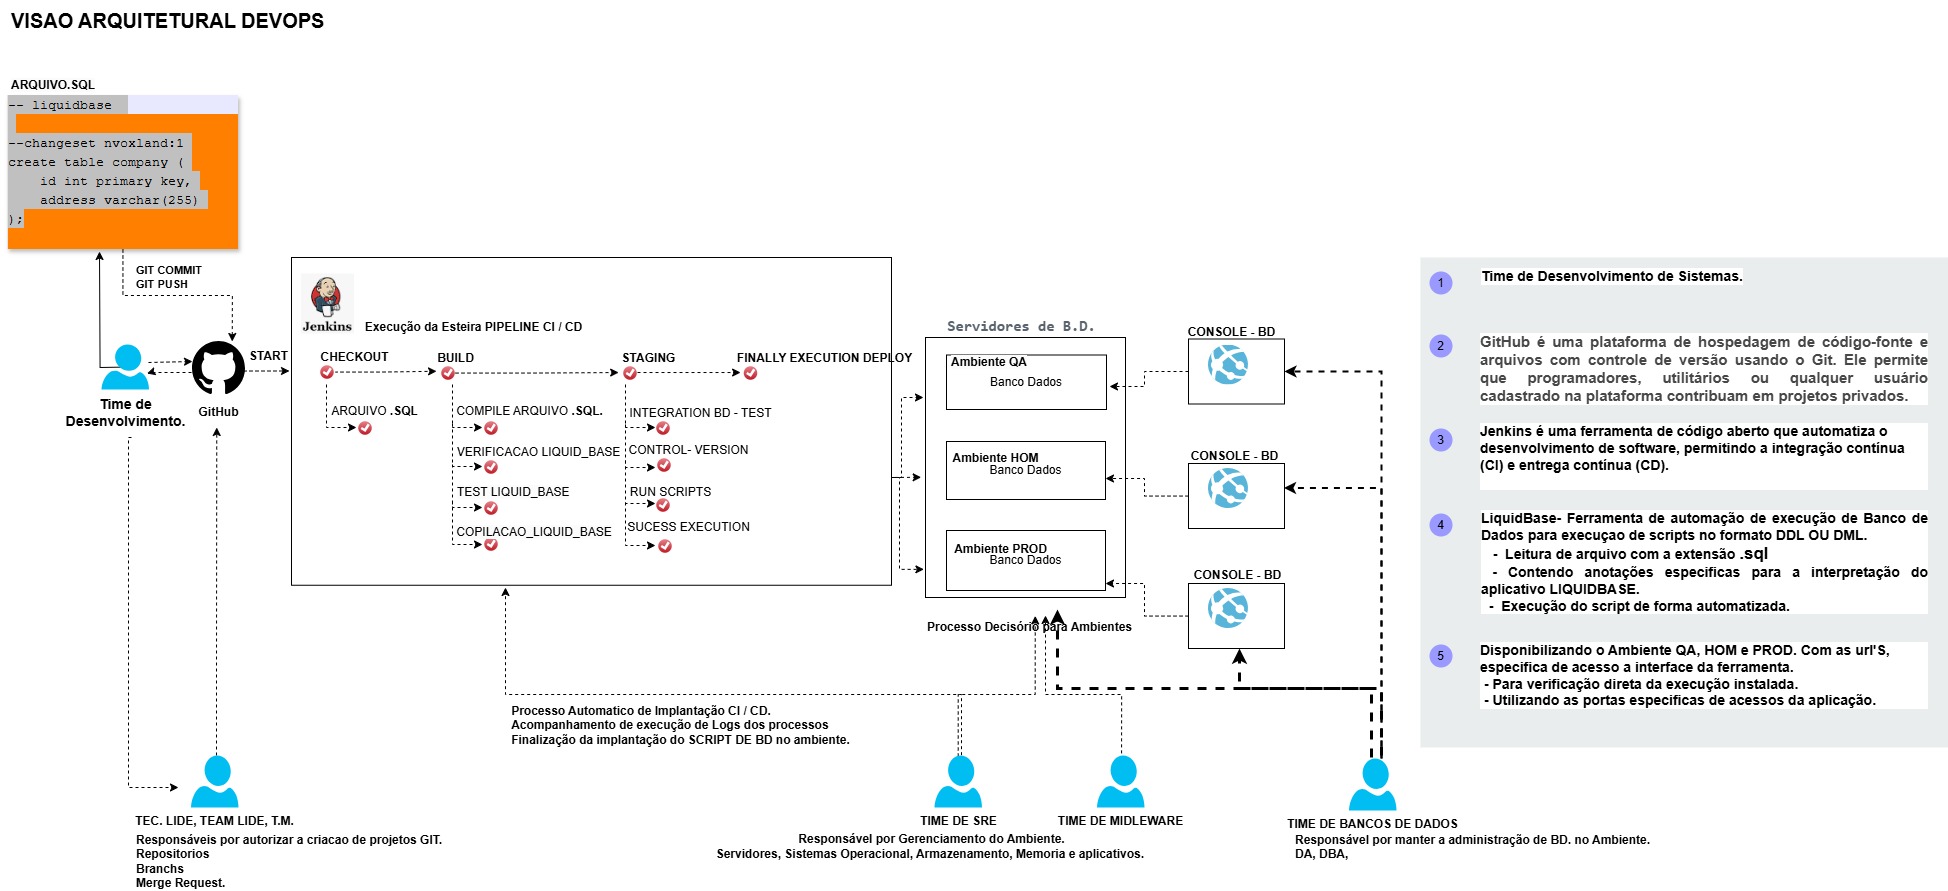 VISAO ARQUITETURAL DEVOPS
ARQUIVO.SQL
-- liquidbase
--changeset nvoxland:1
create table company (
id int primary key,
address varchar(255)
);
GIT COMMIT
GIT PUSH
Time de
Desenvolvimento.
GitHub
START
Jenkins
Execução da Esteira PIPELINE CI / CD
CHECKOUT
BUILD
STAGING
FINALLY EXECUTION DEPLOY
ARQUIVO .SQL
COMPILE ARQUIVO .SQL.
VERIFICACAO LIQUID_BASE
TEST LIQUID_BASE
COPILACAO_LIQUID_BASE
INTEGRATION BD - TEST
CONTROL- VERSION
RUN SCRIPTS
SUCESS EXECUTION
Servidores de B.D.
Ambiente QA
Banco Dados
Ambiente HOM
Banco Dados
Ambiente PROD
Banco Dados
Processo Decisório para Ambientes
CONSOLE - BD
CONSOLE - BD
CONSOLE - BD
Processo Automatico de Implantação CI / CD.
Acompanhamento de execução de Logs dos processos
Finalização da implantação do SCRIPT DE BD no ambiente.
TEC. LIDE, TEAM LIDE, T.M.
Responsáveis por autorizar a criacao de projetos GIT.
Repositorios
Branchs
Merge Request.
TIME DE SRE
Responsável por Gerenciamento do Ambiente.
Servidores, Sistemas Operacional, Armazenamento, Memoria e aplicativos.
TIME DE MIDLEWARE
TIME DE BANCOS DE DADOS
Responsável por manter a administração de BD. no Ambiente.
DA, DBA,
1
Time de Desenvolvimento de Sistemas.
2
GitHub é uma plataforma de hospedagem de código-fonte e
arquivos com controle de versão usando o Git. Ele permite
que programadores, utilitários ou qualquer usuário
cadastrado na plataforma contribuam em projetos privados.
3
Jenkins é uma ferramenta de código aberto que automatiza o
desenvolvimento de software, permitindo a integração contínua
(CI) e entrega contínua (CD).
4
LiquidBase- Ferramenta de automação de execução de Banco de
Dados para execuçao de scripts no formato DDL OU DML.
- Leitura de arquivo com a extensão .sql
- Contendo anotações especificas para a interpretação do
aplicativo LIQUIDBASE.
- Execução do script de forma automatizada.
5
Disponibilizando o Ambiente QA, HOM e PROD. Com as url'S,
especifica de acesso a interface da ferramenta.
- Para verificação direta da execução instalada.
- Utilizando as portas especificas de acessos da aplicação.